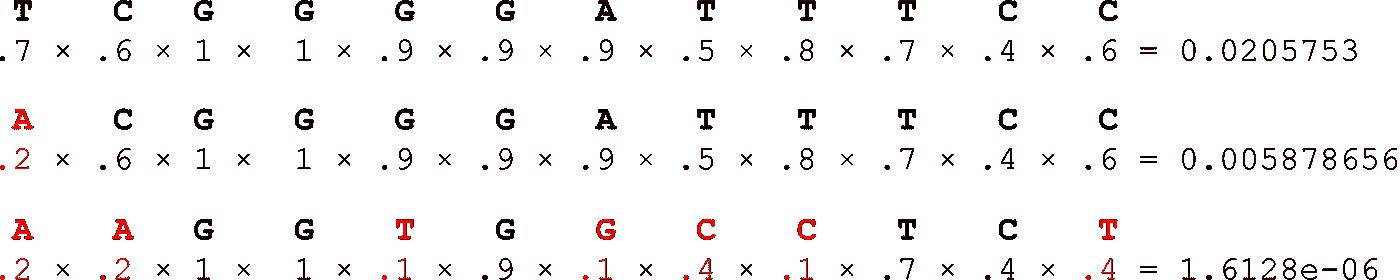 T C G G G G A T T T C C
.7 × .6 × 1 × 1 × .9 × .9 × .9 × .5 × .8 × .7 × .4 × .6 = 0.0205753
A C G G G G A T T T C C
.2 × .6 × 1 × 1 × .9 × .9 × .9 × .5 × .8 × .7 × .4 × .6 = 0.005878656
A A G G T G G C C T C T
.2 × .2 × 1 × 1 × .1 × .9 × .1 × .4 × .1 × .7 × .4 × .4 = 1.6128e-06